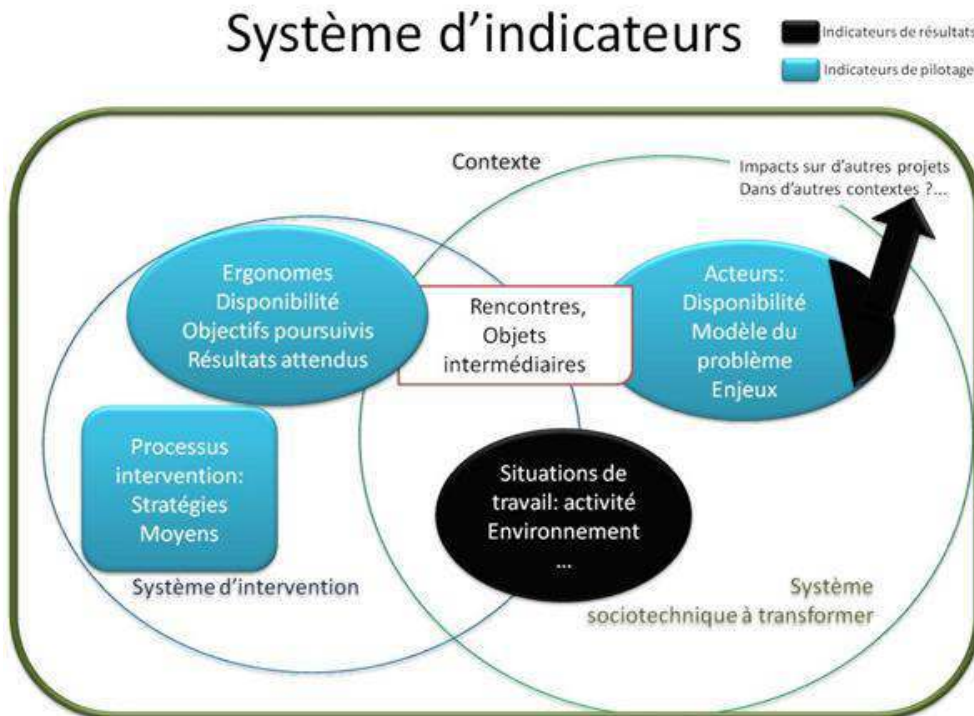 Système d'indicateurs
Indicateurs de résultats
Indicateurs de pilotage
Contexte
Impacts sur d'autres projets
Dans d'autres contextes ?...
Ergonomes
Disponibilité
Objectifs poursuivis
Résultats attendus
Rencontres,
Objets
intermédiaires
Acteurs:
Disponibilité
Modèle du
problème
Enjeux
Processus
intervention:
Stratégies
Moyens
Situations de
travail: activité
Environnement
...
Système d'intervention
Système
sociotechnique à transformer